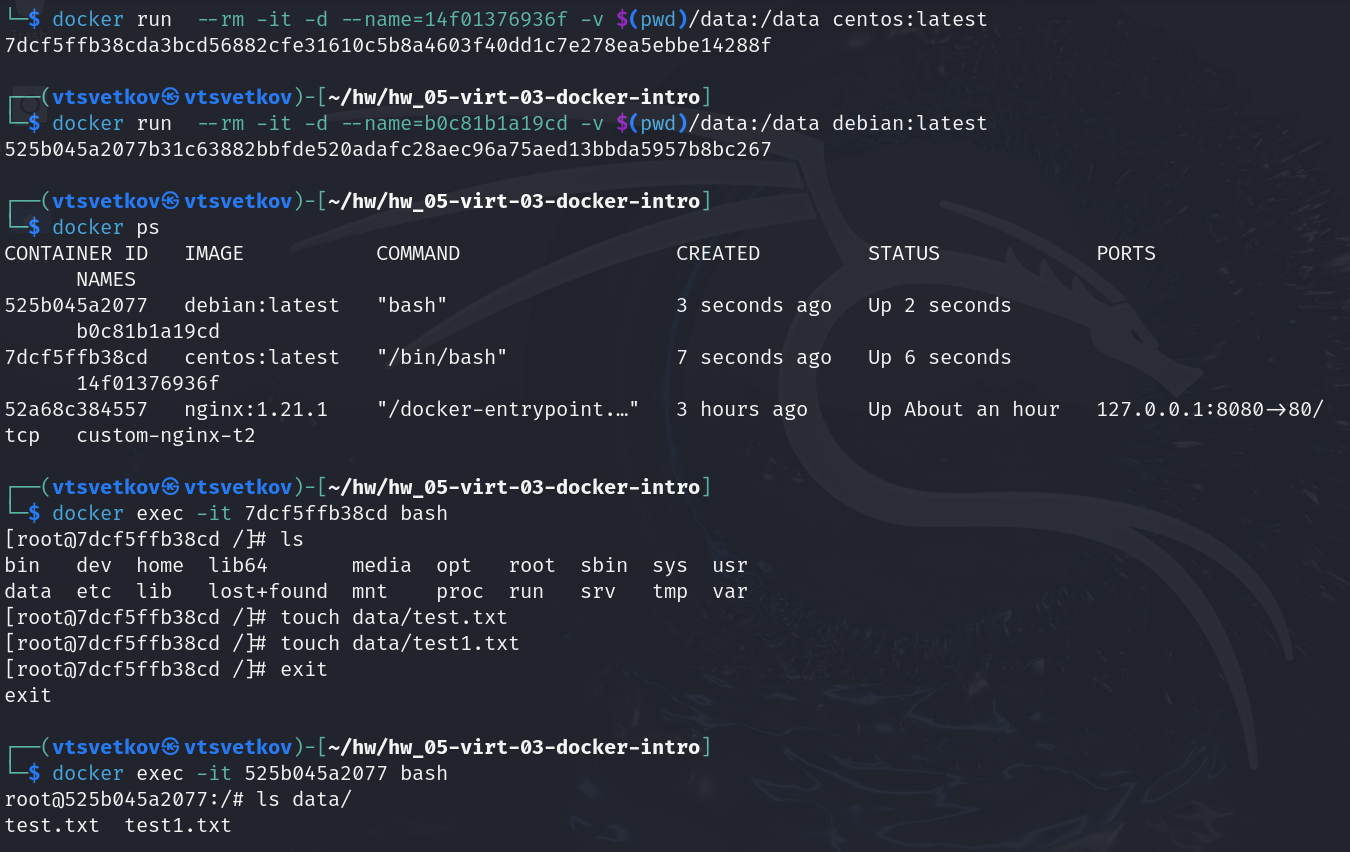 └─$ docker run  --rm -it -d --name=14f01376936f -v $(pwd)/data:/data centos:latest
7dcf5ffb38cda3bcd56882cfe31610c5b8a4603f40dd1c7e278ea5ebbe14288f
┌──(vtsvetkov㉿vtsvetkov)-[~/hw/hw_05-virt-03-docker-intro]
└─$ docker run  --rm -it -d --name=b0c81b1a19cd -v $(pwd)/data:/data debian:latest
525b045a2077b31c63882bbfde520adafc28aec96a75aed13bbda5957b8bc267
┌──(vtsvetkov㉿vtsvetkov)-[~/hw/hw_05-virt-03-docker-intro]
└─$ docker ps
CONTAINER ID   IMAGE           COMMAND                  CREATED         STATUS             PORTS
      NAMES
525b045a2077   debian:latest   "bash"                   3 seconds ago   Up 2 seconds
      b0c81b1a19cd
7dcf5ffb38cd   centos:latest   "/bin/bash"              7 seconds ago   Up 6 seconds
      14f01376936f
52a68c384557   nginx:1.21.1    "/docker-entrypoint.…"   3 hours ago     Up About an hour   127.0.0.1:8080->80/
tcp   custom-nginx-t2
┌──(vtsvetkov㉿vtsvetkov)-[~/hw/hw_05-virt-03-docker-intro]
└─$ docker exec -it 7dcf5ffb38cd bash
[root@7dcf5ffb38cd /]# ls
bin   dev  home  lib64       media  opt   root  sbin  sys  usr
data  etc  lib   lost+found  mnt    proc  run   srv   tmp  var
[root@7dcf5ffb38cd /]# touch data/test.txt
[root@7dcf5ffb38cd /]# touch data/test1.txt
[root@7dcf5ffb38cd /]# exit
exit
┌──(vtsvetkov㉿vtsvetkov)-[~/hw/hw_05-virt-03-docker-intro]
└─$ docker exec -it 525b045a2077 bash
root@525b045a2077:/# ls data/
test.txt  test1.txt